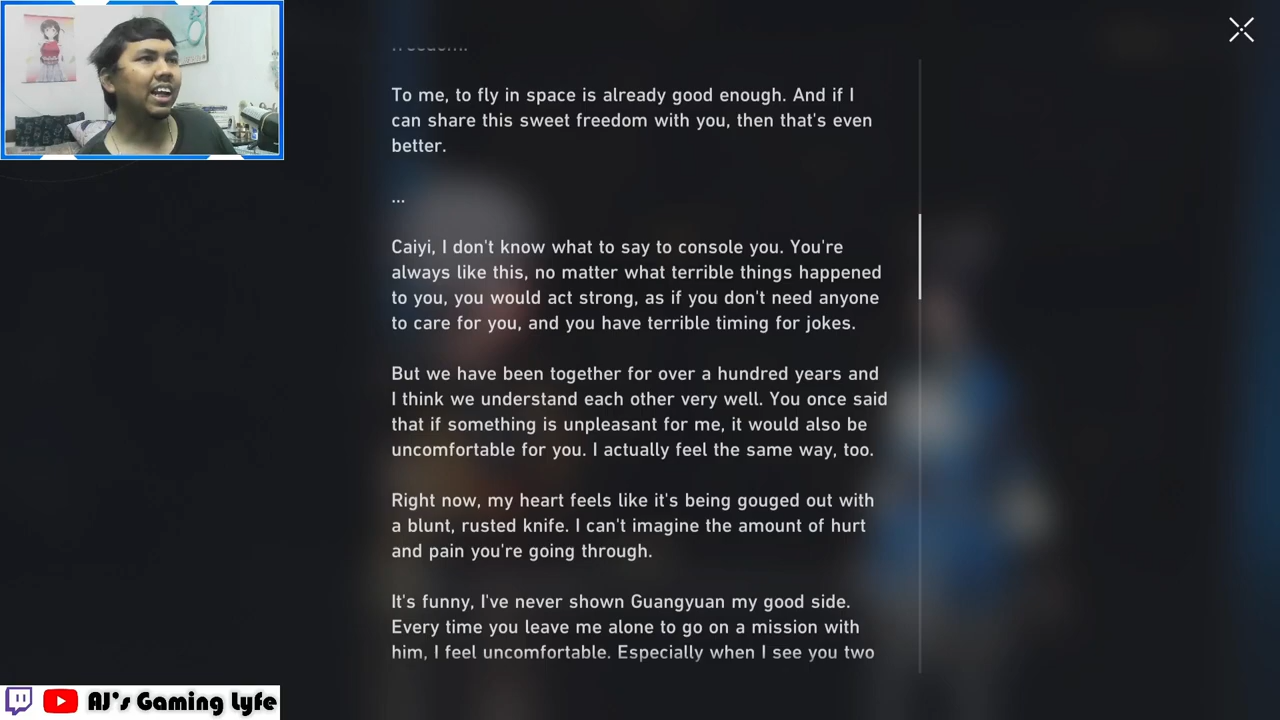 To me, to fly in space is already good enough. And if I
can share this sweet freedom with you, then that's even
better.
...
Caiyi, I don't know what to say to console you. You're
always like this, no matter what terrible things happened
to you, you would act strong, as if you don't need anyone
to care for you, and you have terrible timing for jokes.
But we have been together for over a hundred years and
I think we understand each other very well. You once said
that if something is unpleasant for me, it would also be
uncomfortable for you. I actually feel the same way, too.
Right now, my heart feels like it's being gouged out with
a blunt, rusted knife. I can't imagine the amount of hurt
and pain you're going through.
It's funny, I've never shown Guangyuan my good side.
Every time you leave me alone to go on a mission with
him, I feel uncomfortable. Especially when I see you two
AJ's Gaming Lyfe